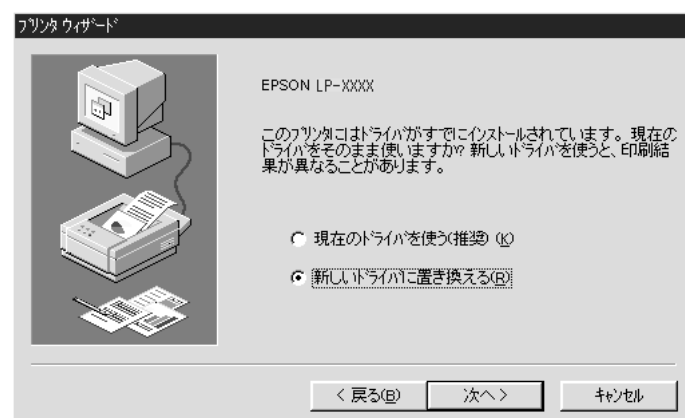 プリンタ ウィザード
EPSON LP-XXXX
このプリンタにはドライバがすでにインストールされています。現在の
ドライバをそのまま使いますか? 新しいドライバを使うと、印刷結
果が異なることがあります。
現在のドライバを使う(推奨) (K)
新しいドライバに置き換える(R)
< 戻る(B)
次へ >
キャンセル